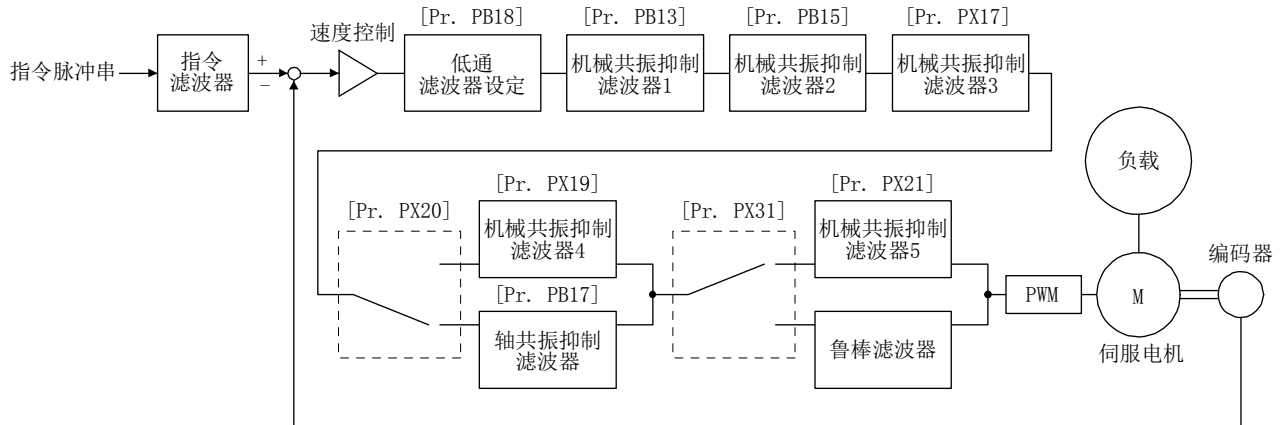 [Pr. PB18]
[Pr. PB13]
[Pr. PB15]
[Pr. PX17]
速度控制
指令脉冲串
指令
滤波器
+
−
低通
滤波器设定
机械共振抑制
滤波器1
机械共振抑制
滤波器2
机械共振抑制
滤波器3
负载
[Pr. PX19]
[Pr. PX21]
[Pr. PX20]
[Pr. PX31]
机械共振抑制
滤波器4
机械共振抑制
滤波器5
编码器
[Pr. PB17]
PWM
M
轴共振抑制
滤波器
鲁棒滤波器
伺服电机